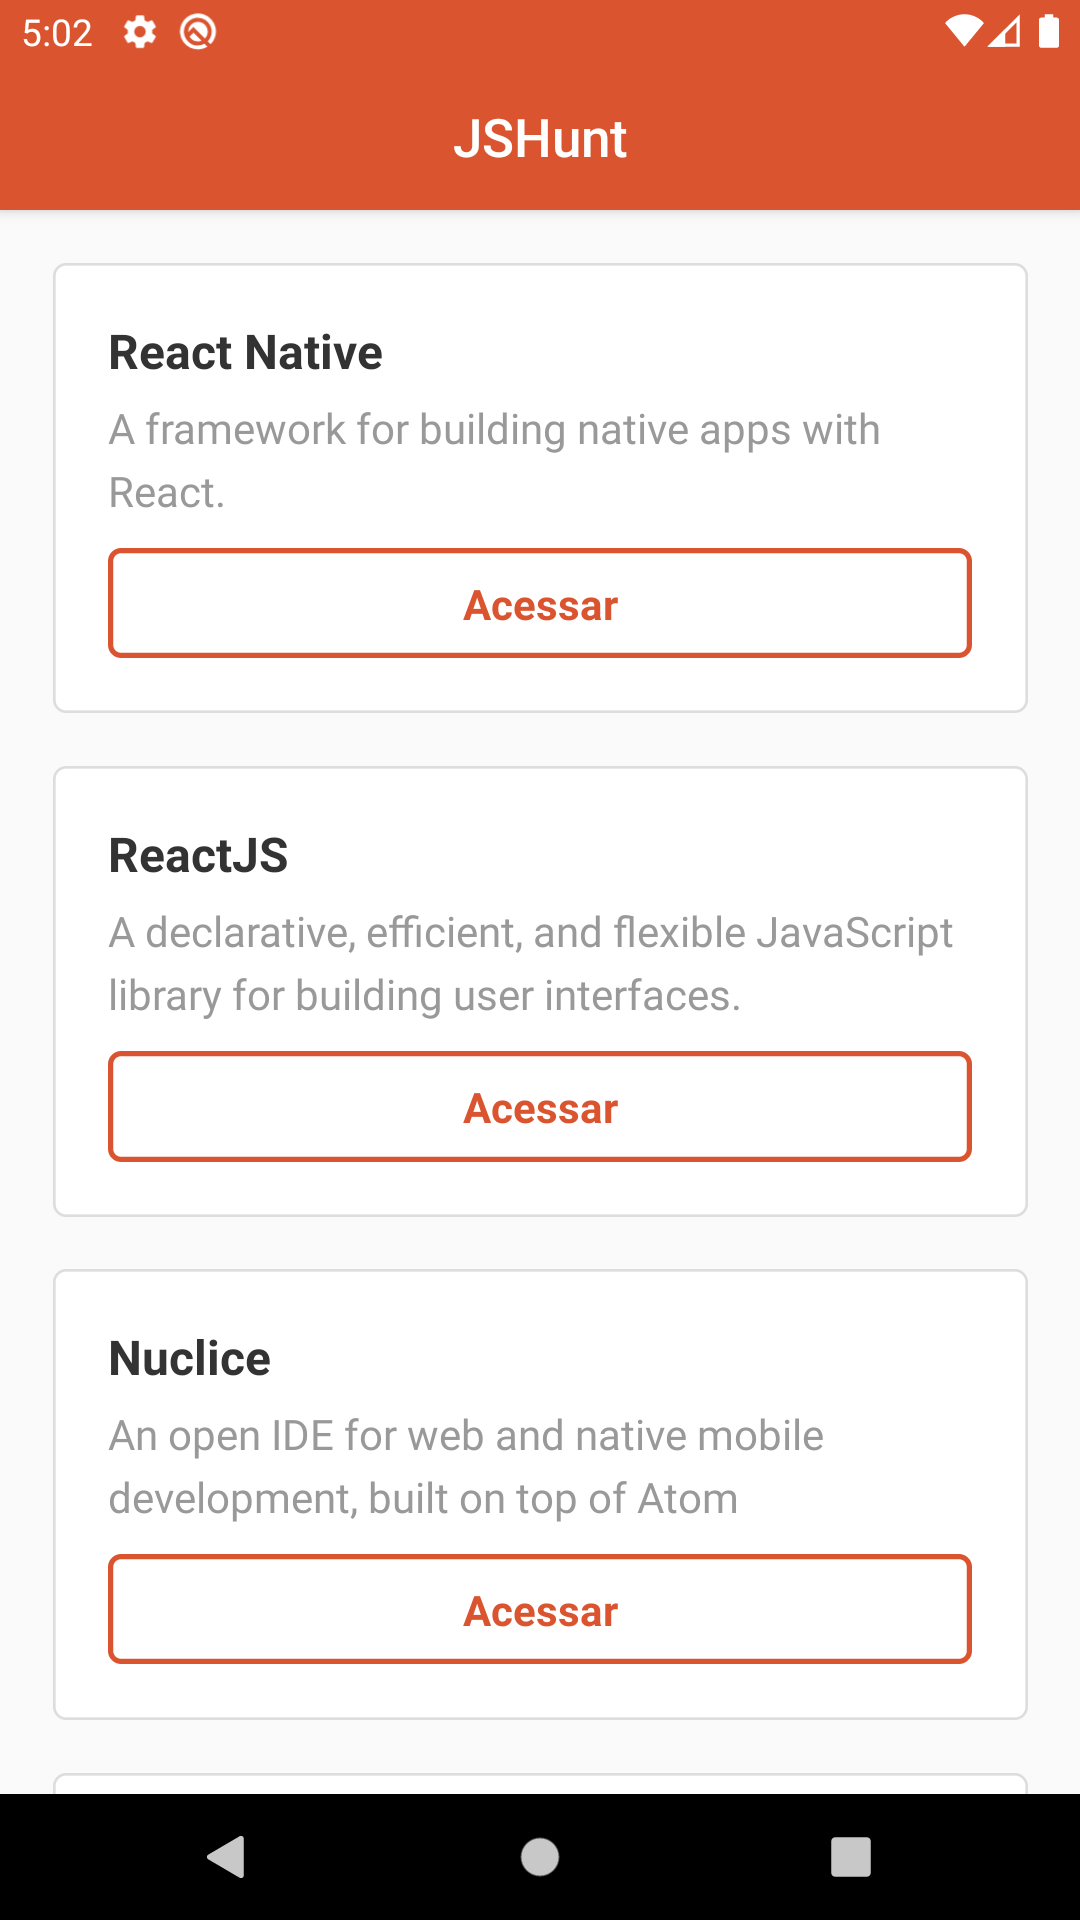 5:02
JSHunt
React Native
A framework for building native apps with
React.
Acessar
ReactJS
A declarative, efficient, and flexible JavaScript
library for building user interfaces.
Acessar
Nuclice
An open IDE for web and native mobile
development, built on top of Atom
Acessar